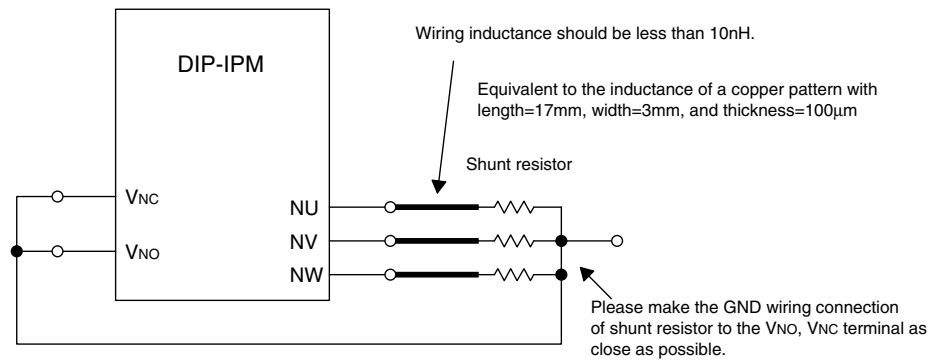 Wiring inductance should be less than 10nH.
DIP-IPM
Equivalent to the inductance of a copper pattern with
length=17mm, width=3mm, and thickness=100μm
Shunt resistor
VNC
NU
VNO
NV
NW
Please make the GND wiring connection
of shunt resistor to the VNO, VNC terminal as
close as possible.